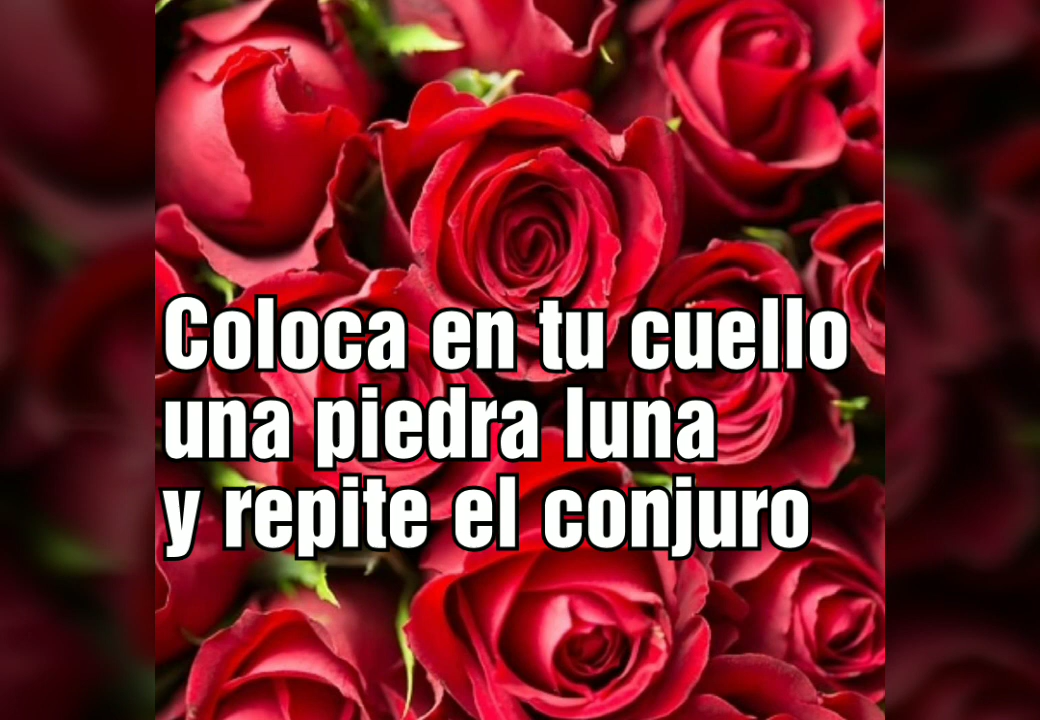 Coloca en tu cuello
una piedra luna
y repite el conjuro